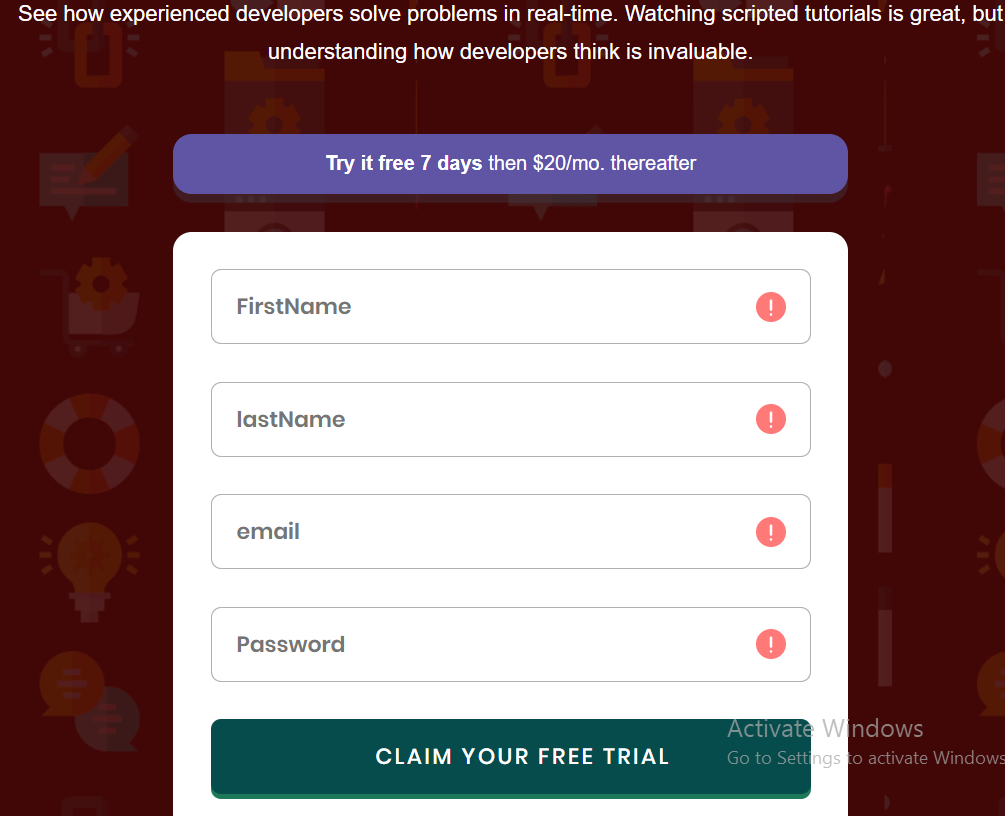 See how experienced developers solve problems in real-time. Watching scripted tutorials is great, but
understanding how developers think is invaluable.
Try it free 7 days then $20/mo. thereafter
FirstName
lastName
email
Password
CLAIM YOUR FREE TRIAL
Activate Windows
Go to Settings to activate Windows